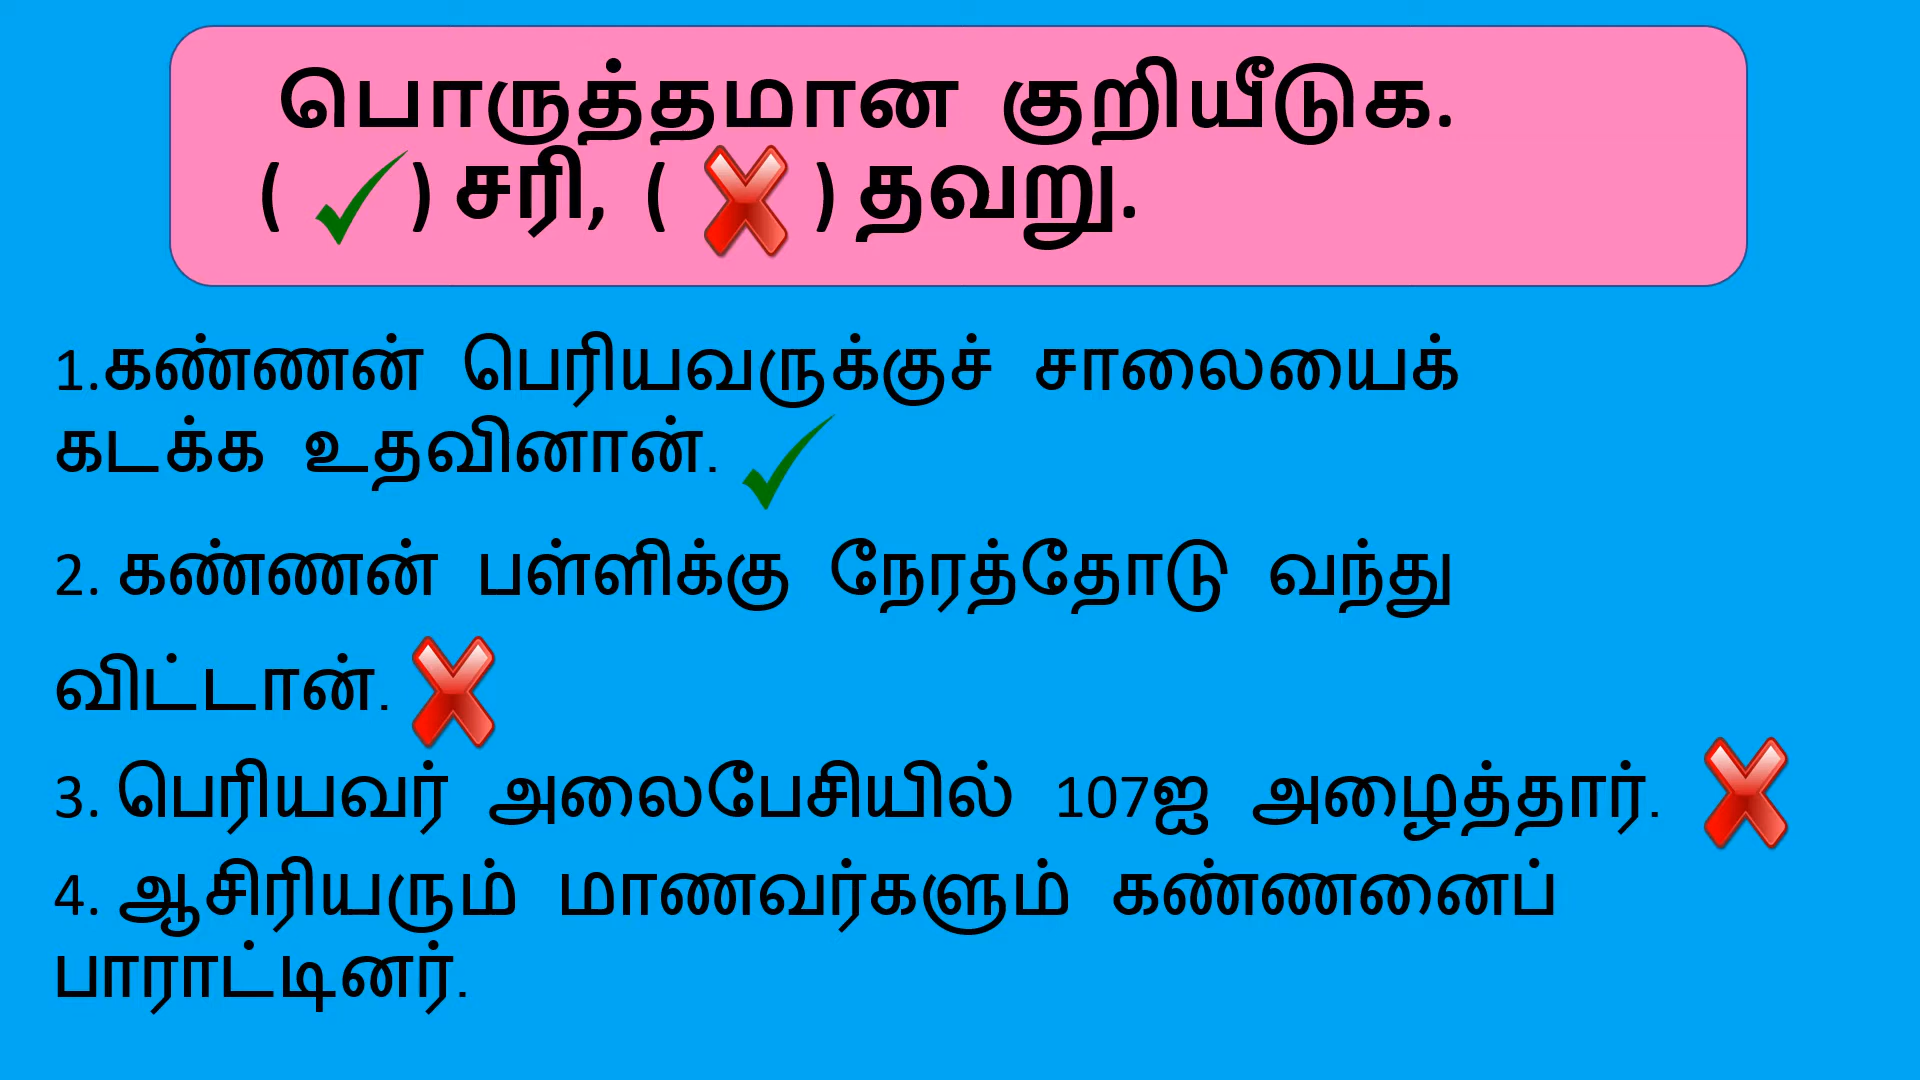 பொருத்தமான குறியீடுக.
( ✓ ) சரி, ( ✗ ) தவறு.
1.கண்ணன் பெரியவருக்குச் சாலையைக்
கடக்க உதவினான். ✓
2. கண்ணன் பள்ளிக்கு நேரத்தோடு வந்து
விட்டான். ✗
3. பெரியவர் அலைபேசியில் 107ஐ அழைத்தார். ✗
4. ஆசிரியரும் மாணவர்களும் கண்ணனைப்
பாராட்டினர்.